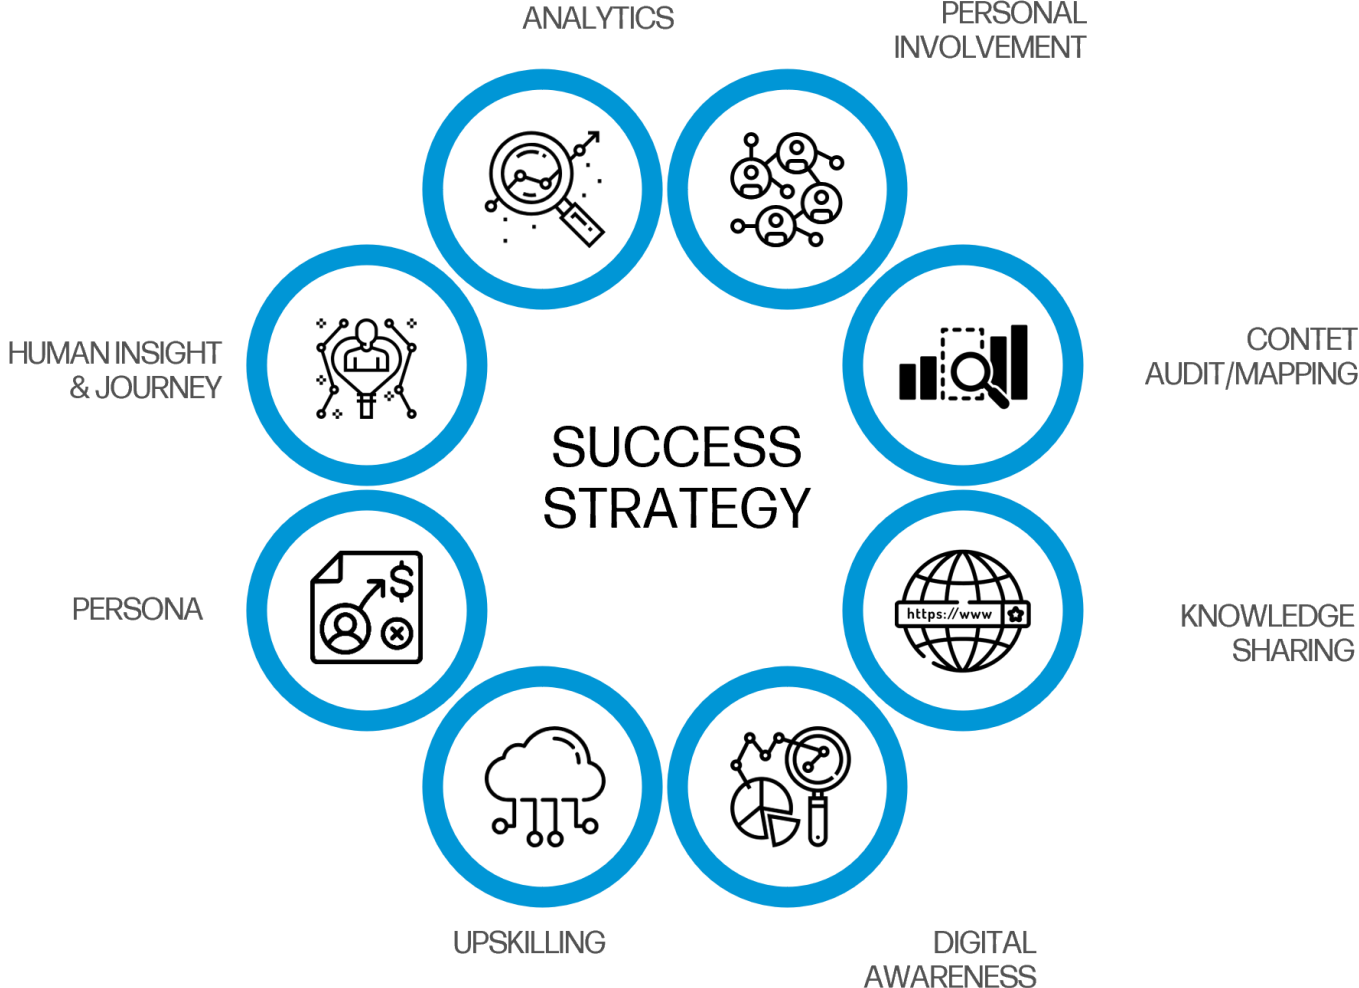 ANALYTICS
PERSONAL
INVOLVEMENT
HUMAN INSIGHT
& JOURNEY
CONTET
AUDIT/MAPPING
SUCCESS
STRATEGY
$
PERSONA
https://www
KNOWLEDGE
SHARING
UPSKILLING
DIGITAL
AWARENESS